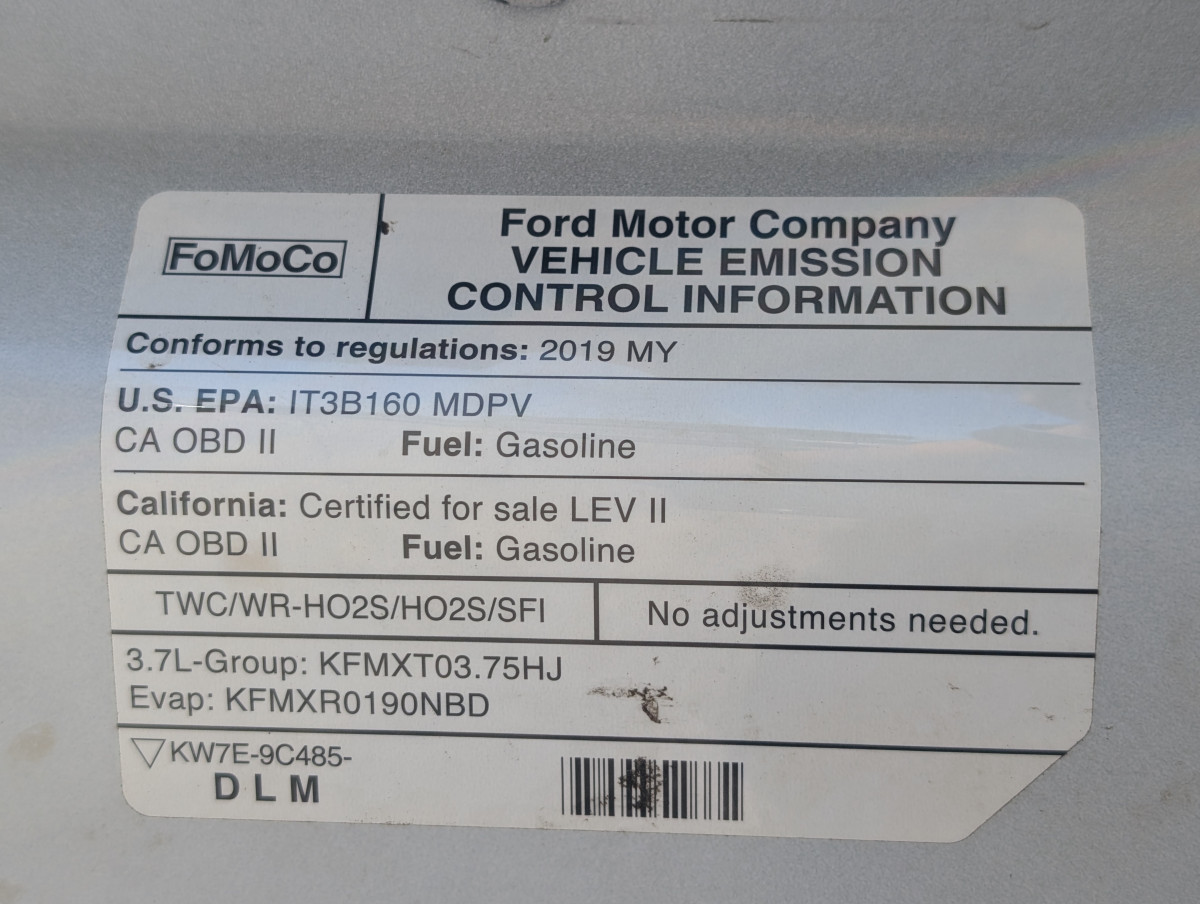 FoMoCo
Ford Motor Company
VEHICLE EMISSION
CONTROL INFORMATION
Conforms to regulations: 2019 MY
U.S. EPA: IT3B160 MDPV
CA OBD II Fuel: Gasoline
California: Certified for sale LEV II
CA OBD II Fuel: Gasoline
TWC/WR-HO2S/HO2S/SFI
No adjustments needed.
3.7L-Group: KFMXT03.75HJ
Evap: KFMXR0190NBD
KW7E-9C485-
D L M